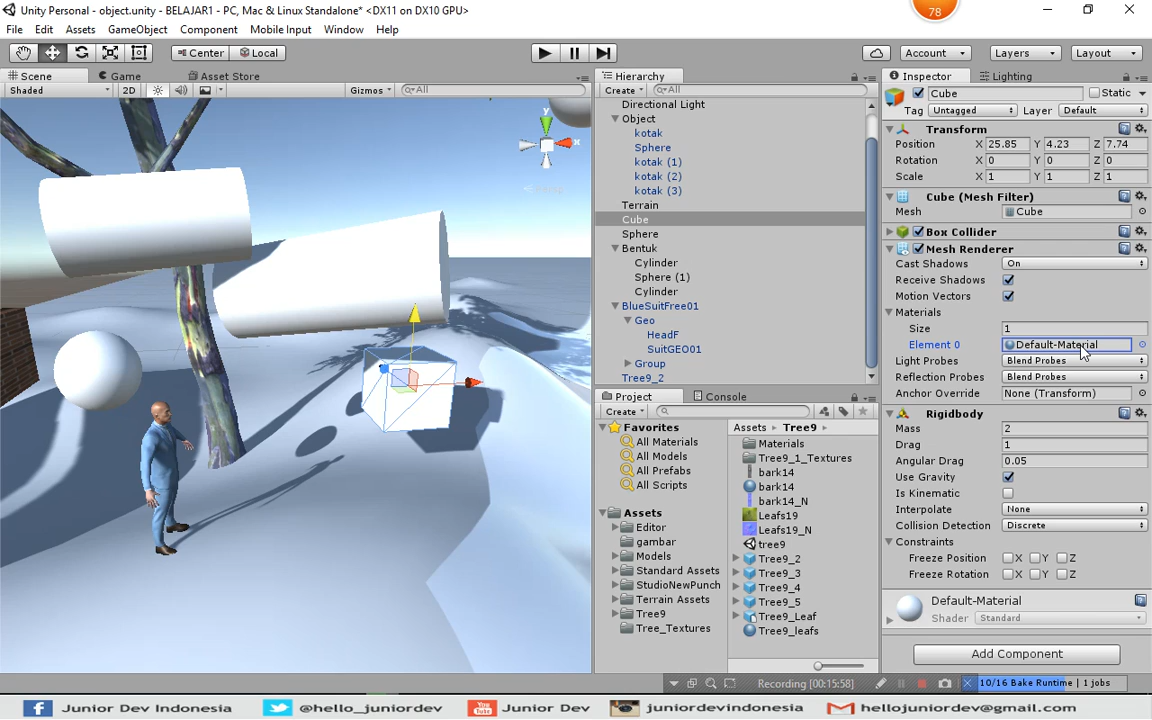 Unity Personal - object.unity - BELAJAR1 - PC, Mac & Linux Standalone* <DX11 on DX10 GPU>
78
File Edit Assets GameObject Component Mobile Input Window Help
Center Local
Account Layers Layout
Scene Game Asset Store
Shaded 2D Gizmos All
y
x
Hierarchy
Create All
Directional Light
Object
kotak
Sphere
kotak (1)
kotak (2)
kotak (3)
Terrain
Cube
Sphere
Bentuk
Cylinder
Sphere (1)
Cylinder
BlueSuitFree01
Geo
HeadF
SuitGEO01
Group
Tree9_2
Project Console
Create
Favorites
All Materials
All Models
All Prefabs
All Scripts
Assets
Editor
gambar
Models
Standard Assets
StudioNewPunch
Terrain Assets
Tree9
Tree_Textures
Assets Tree9
Materials
Tree9_1_Textures
bark14
bark14
bark14_N
Leafs19
Leafs19_N
tree9
Tree9_2
Tree9_3
Tree9_4
Tree9_5
Tree9_Leaf
Tree9_leafs
Inspector Lighting
Cube Static
Tag Untagged Layer Default
Transform
Position X 25.85 Y 4.23 Z 7.74
Rotation X 0 Y 0 Z 0
Scale X 1 Y 1 Z 1
Cube (Mesh Filter)
Mesh Cube
Box Collider
Mesh Renderer
Cast Shadows On
Receive Shadows
Motion Vectors
Materials
Size 1
Element 0 Default-Material
Light Probes Blend Probes
Reflection Probes Blend Probes
Anchor Override None (Transform)
Rigidbody
Mass 2
Drag 1
Angular Drag 0.05
Use Gravity
Is Kinematic
Interpolate None
Collision Detection Discrete
Constraints
Freeze Position X Y Z
Freeze Rotation X Y Z
Default-Material
Shader Standard
Add Component
Recording [00:15:58]
10/16 Bake Runtime | 1 jobs
Junior Dev Indonesia @hello_juniordev You Tube Junior Dev juniordevindonesia hellojuniordev@gmail.com